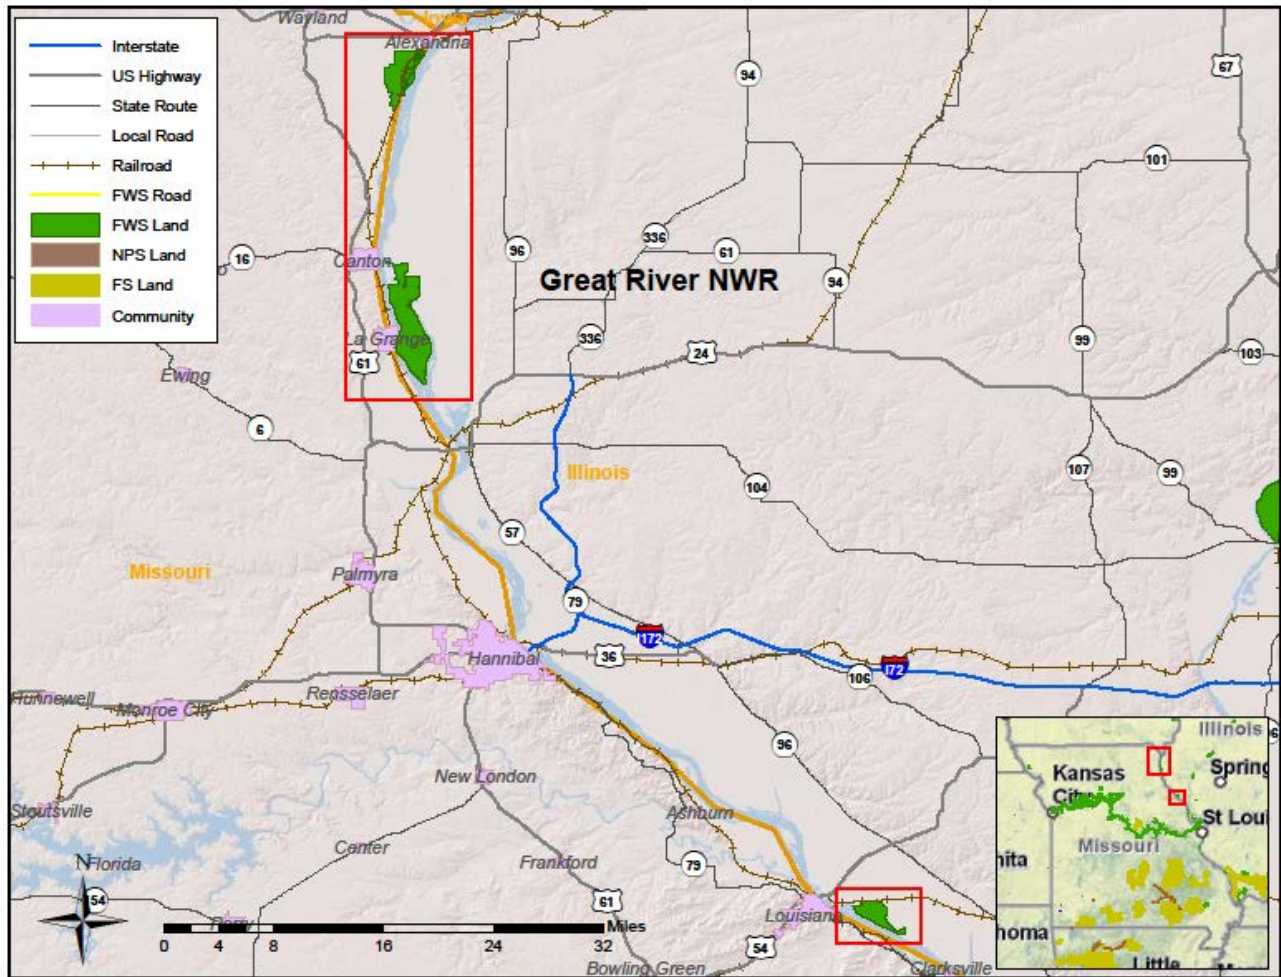 Wayland
Iowa
Alexandria
Interstate
US Highway
State Route
Local Road
Railroad
FWS Road
FWS Land
NPS Land
FS Land
Community
94
67
101
336
96
61
16
Canton
Great River NWR
94
336
99
La Grange
24
103
61
Ewing
6
Illinois
107
99
104
57
Missouri
Palmyra
79
172
Hannibal
36
172
106
Hunnewell
Monroe City
Rensselaer
96
New London
Stoutsville
Ashburn
Center
Florida
N
Frankford
79
54
Perry
61
Louisiana
54
Miles
0 4 8 16 24 32
Bowling Green
Clarksville
Illinois
Kansas
City
Spring
St Loui
Missouri
nita
homa
Little